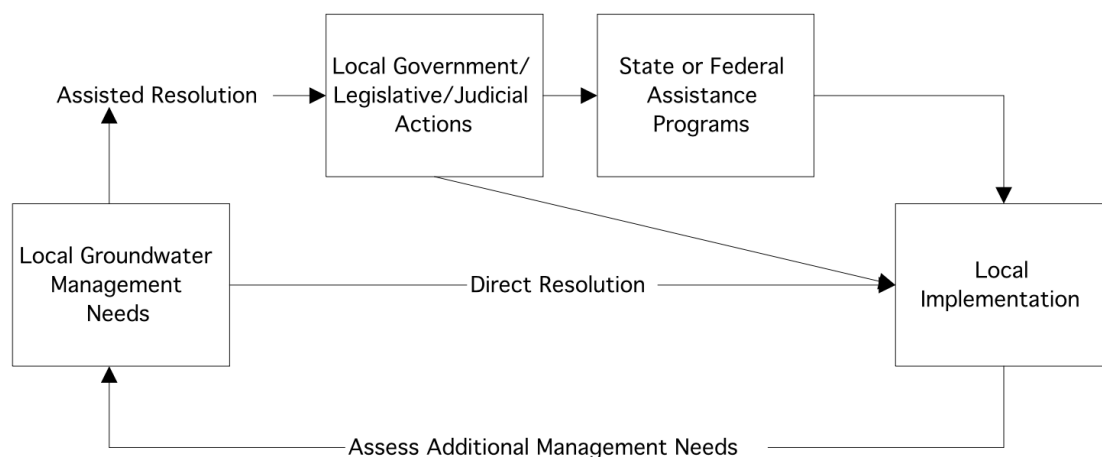 Assisted Resolution
Local Government/
Legislative/Judicial
Actions
State or Federal
Assistance
Programs
Local Groundwater
Management
Needs
Direct Resolution
Local
Implementation
Assess Additional Management Needs